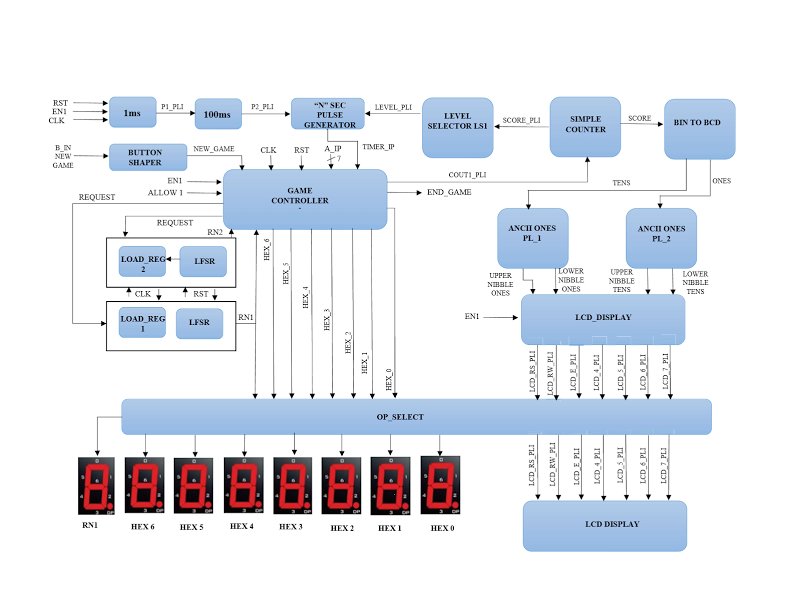 RST
EN1
CLK
1ms
P1_PLI
100ms
P2_PLI
“N” SEC
PULSE
GENERATOR
LEVEL_PLI
LEVEL
SELECTOR LS1
SCORE_PLI
SIMPLE
COUNTER
SCORE
BIN TO BCD
B_IN
NEW
GAME
BUTTON
SHAPER
NEW_GAME
CLK
RST
A_IP
7
TIMER_IP
EN1
ALLOW 1
GAME
CONTROLLER
COUT1_PLI
END_GAME
TENS
ONES
REQUEST
REQUEST
RN2
LOAD_REG
2
LFSR
CLK
RST
LOAD_REG
1
LFSR
RN1
HEX_6
HEX_5
HEX_4
HEX_3
HEX_2
HEX_1
HEX_0
ANCII ONES
PL_1
ANCII ONES
PL_2
UPPER
NIBBLE
ONES
LOWER
NIBBLE
ONES
UPPER
NIBBLE
TENS
LOWER
NIBBLE
TENS
EN1
LCD_DISPLAY
LCD_RS_PLI
LCD_RW_PLI
LCD_E_PLI
LCD_4_PLI
LCD_5_PLI
LCD_6_PLI
LCD_7_PLI
OP_SELECT
LCD_RS_PLI
LCD_RW_PLI
LCD_E_PLI
LCD_4_PLI
LCD_5_PLI
LCD_6_PLI
LCD_7_PLI
RN1
HEX 6
HEX 5
HEX 4
HEX 3
HEX 2
HEX 1
HEX 0
LCD DISPLAY